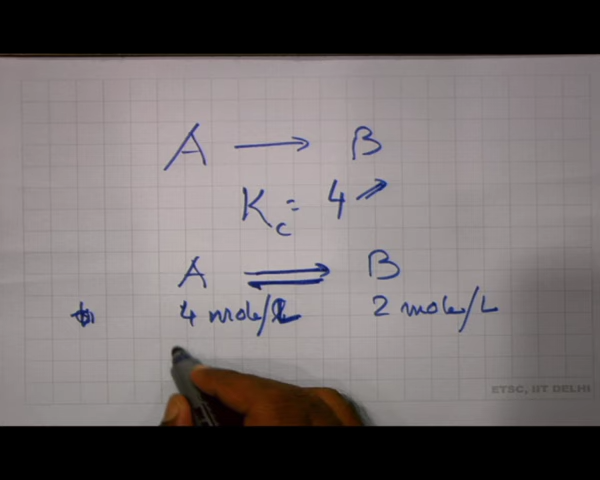 A → B
Kc = 4
A ⇌ B
4 mole/L 2 mole/L
ETSC, IIT DELHI